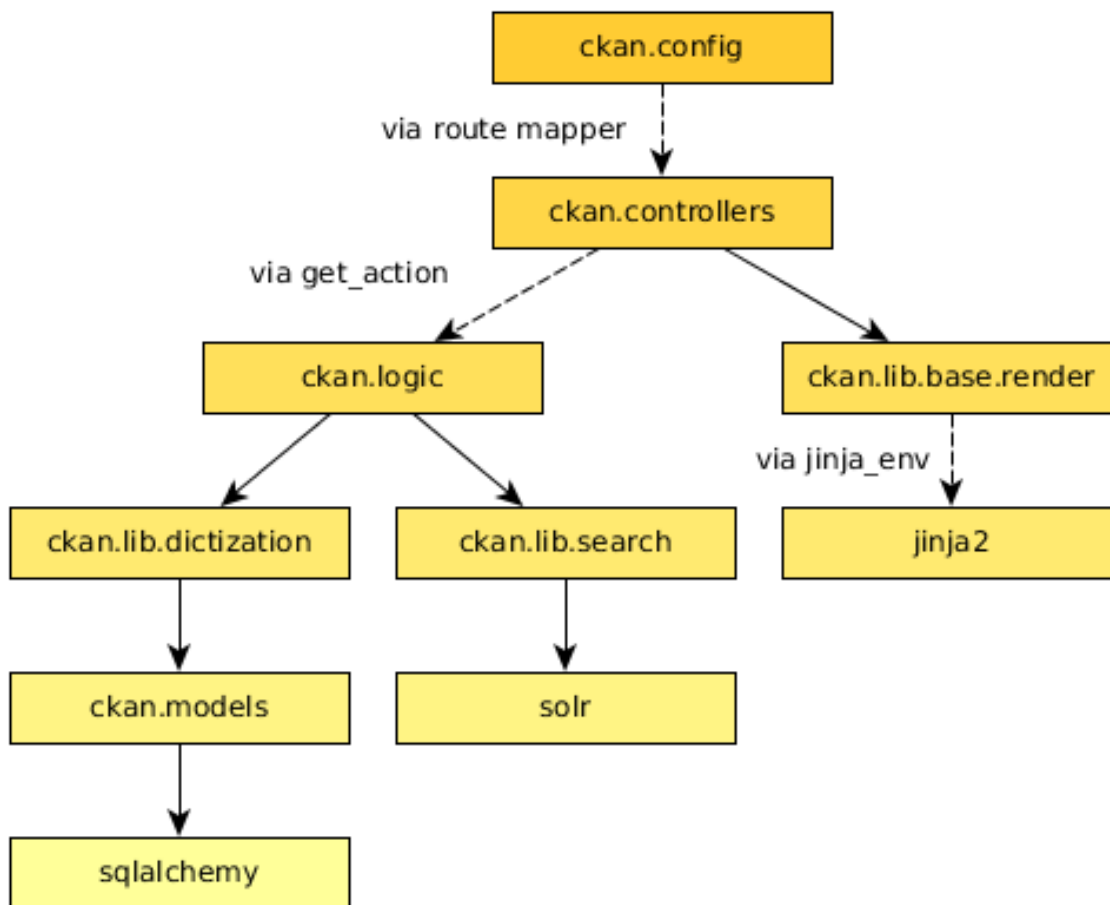 ckan.config
via route mapper
ckan.controllers
via get_action
ckan.logic
ckan.lib.base.render
via jinja_env
ckan.lib.dictization
ckan.lib.search
jinja2
ckan.models
solr
sqlalchemy